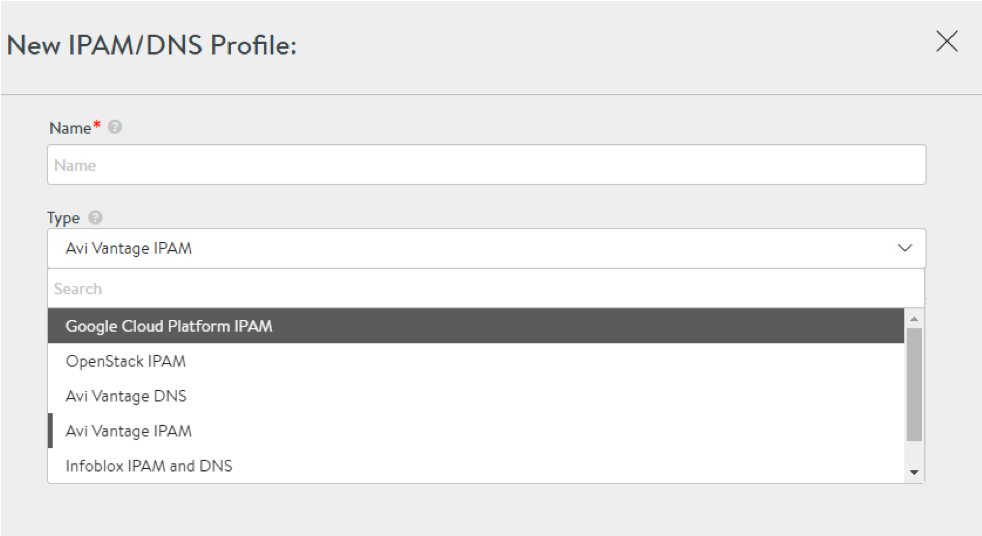 New IPAM/DNS Profile:
Name* ?
Name
Type ?
Avi Vantage IPAM
Search
Google Cloud Platform IPAM
OpenStack IPAM
Avi Vantage DNS
Avi Vantage IPAM
Infoblox IPAM and DNS